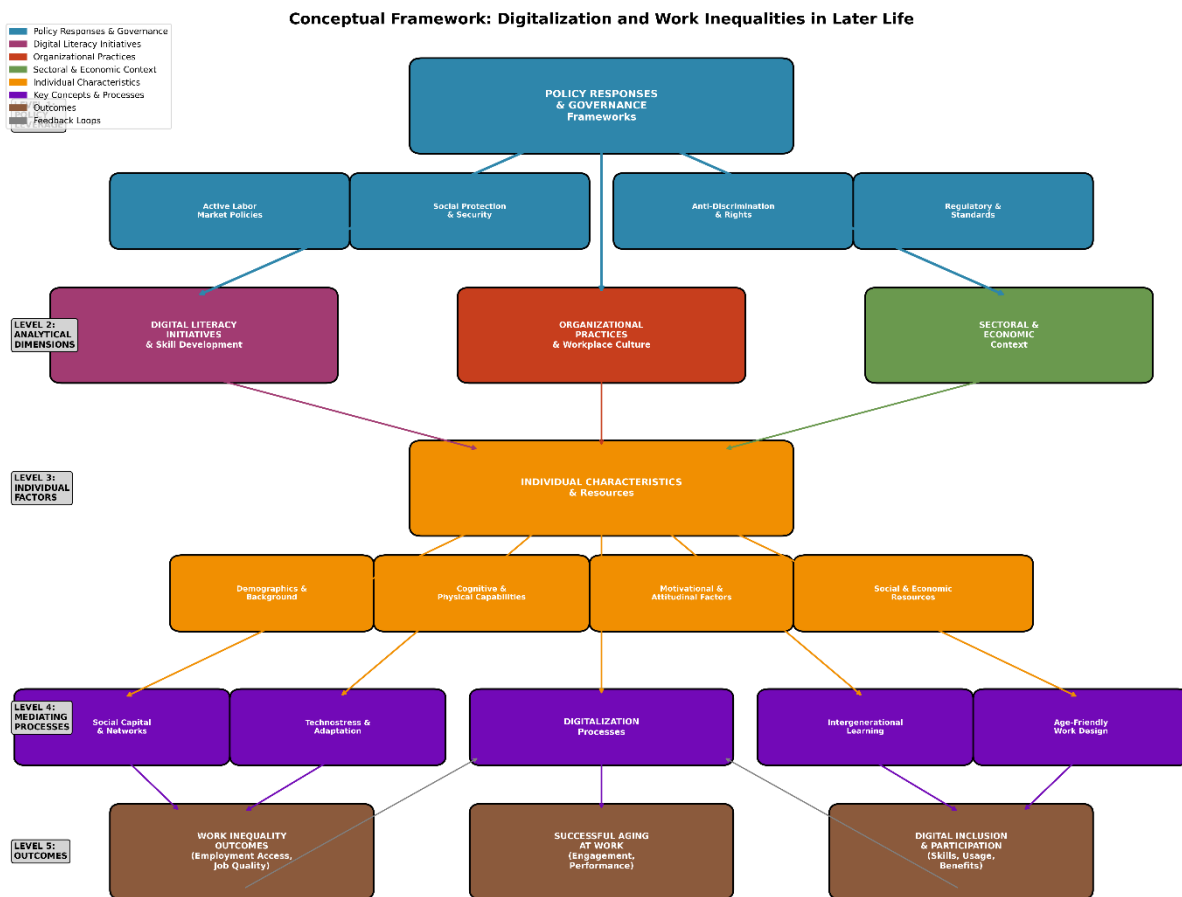 Conceptual Framework: Digitalization and Work Inequalities in Later Life
Policy Responses & Governance
Digital Literacy Initiatives
Organizational Practices
Sectoral & Economic Context
Individual Characteristics
Key Concepts & Processes
Outcomes
Feedback Loops
POLICY RESPONSES
& GOVERNANCE
Frameworks
Active Labor
Market Policies
Social Protection
& Security
Anti-Discrimination
& Rights
Regulatory &
Standards
LEVEL 2:
ANALYTICAL
DIMENSIONS
DIGITAL LITERACY
INITIATIVES
& Skill Development
ORGANIZATIONAL
PRACTICES
& Workplace Culture
SECTORAL &
ECONOMIC
Context
LEVEL 3:
INDIVIDUAL
FACTORS
INDIVIDUAL CHARACTERISTICS
& Resources
Demographics &
Background
Cognitive &
Physical Capabilities
Motivational &
Attitudinal Factors
Social & Economic
Resources
LEVEL 4:
MEDIATING
PROCESSES
Social Capital
& Networks
Technostress &
Adaptation
DIGITALIZATION
Processes
Intergenerational
Learning
Age-Friendly
Work Design
LEVEL 5:
OUTCOMES
WORK INEQUALITY
OUTCOMES
(Employment Access,
Job Quality)
SUCCESSFUL AGING
AT WORK
(Engagement,
Performance)
DIGITAL INCLUSION
& PARTICIPATION
(Skills, Usage,
Benefits)